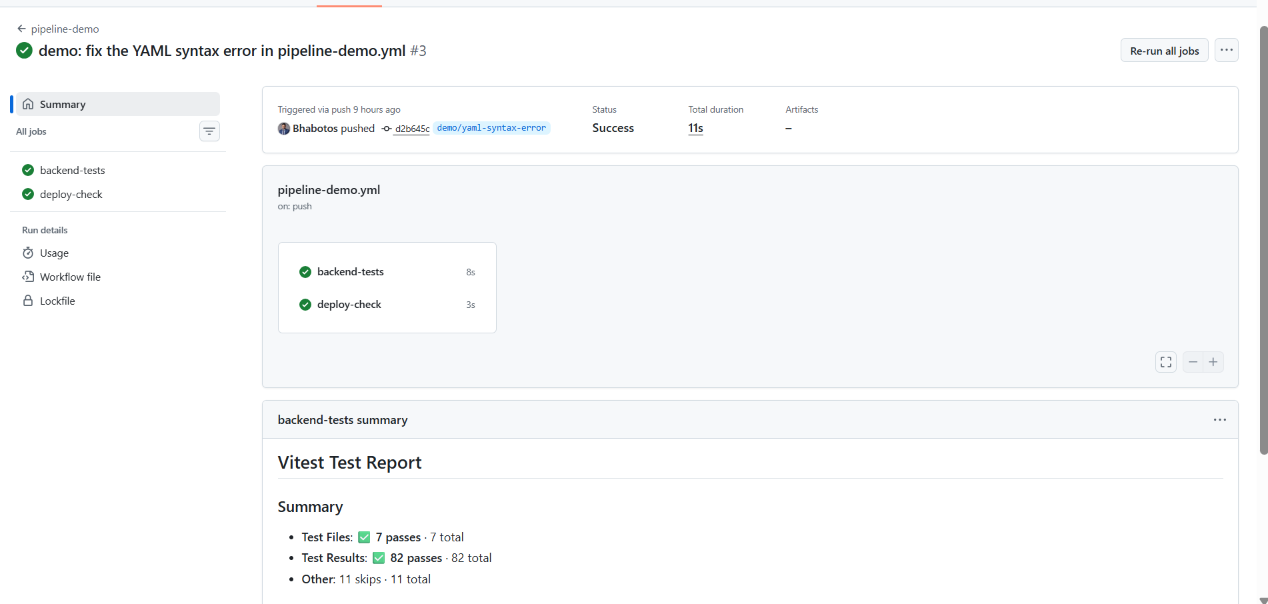 pipeline-demo
demo: fix the YAML syntax error in pipeline-demo.yml #3
Re-run all jobs
Summary
All jobs
backend-tests
deploy-check
Run details
Usage
Workflow file
Lockfile
Triggered via push 9 hours ago
Bhabotos pushed d2b645c demo/yaml-syntax-error
Status
Success
Total duration
11s
Artifacts
–
pipeline-demo.yml
on: push
backend-tests 8s
deploy-check 3s
backend-tests summary
Vitest Test Report
Summary
• Test Files: ✅ 7 passes · 7 total
• Test Results: ✅ 82 passes · 82 total
• Other: 11 skips · 11 total